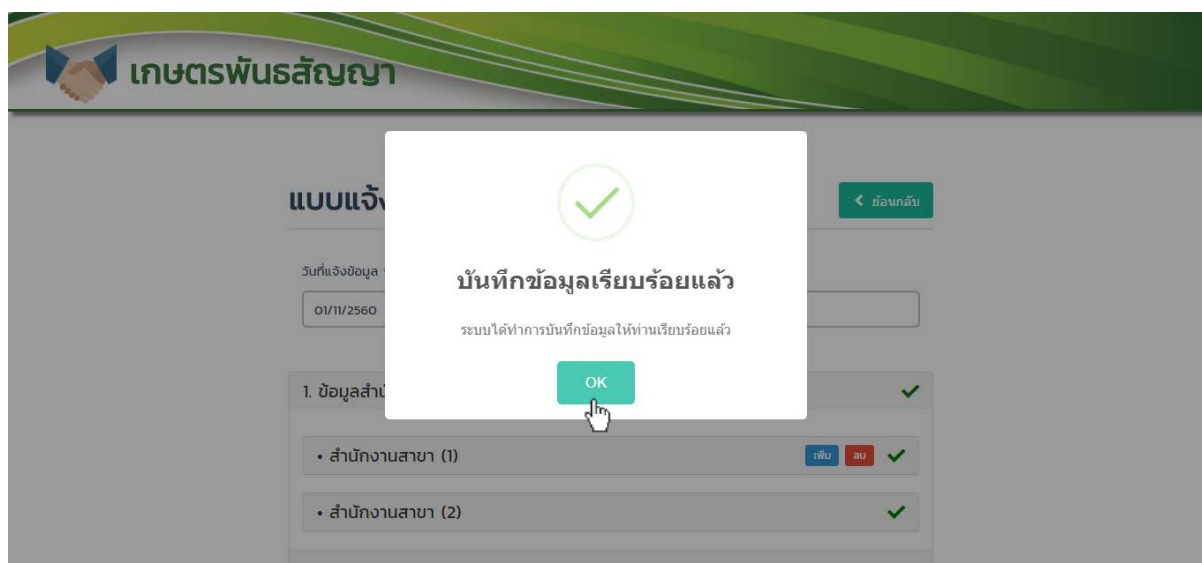 เกษตรพันธสัญญา
แบบแจ้ง
ย้อนกลับ
วันที่แจ้งข้อมูล
01/11/2560
บันทึกข้อมูลเรียบร้อยแล้ว
ระบบได้ทำการบันทึกข้อมูลให้ท่านเรียบร้อยแล้ว
OK
1. ข้อมูลสำนั
• สำนักงานสาขา (1)
เพิ่ม ลบ
• สำนักงานสาขา (2)